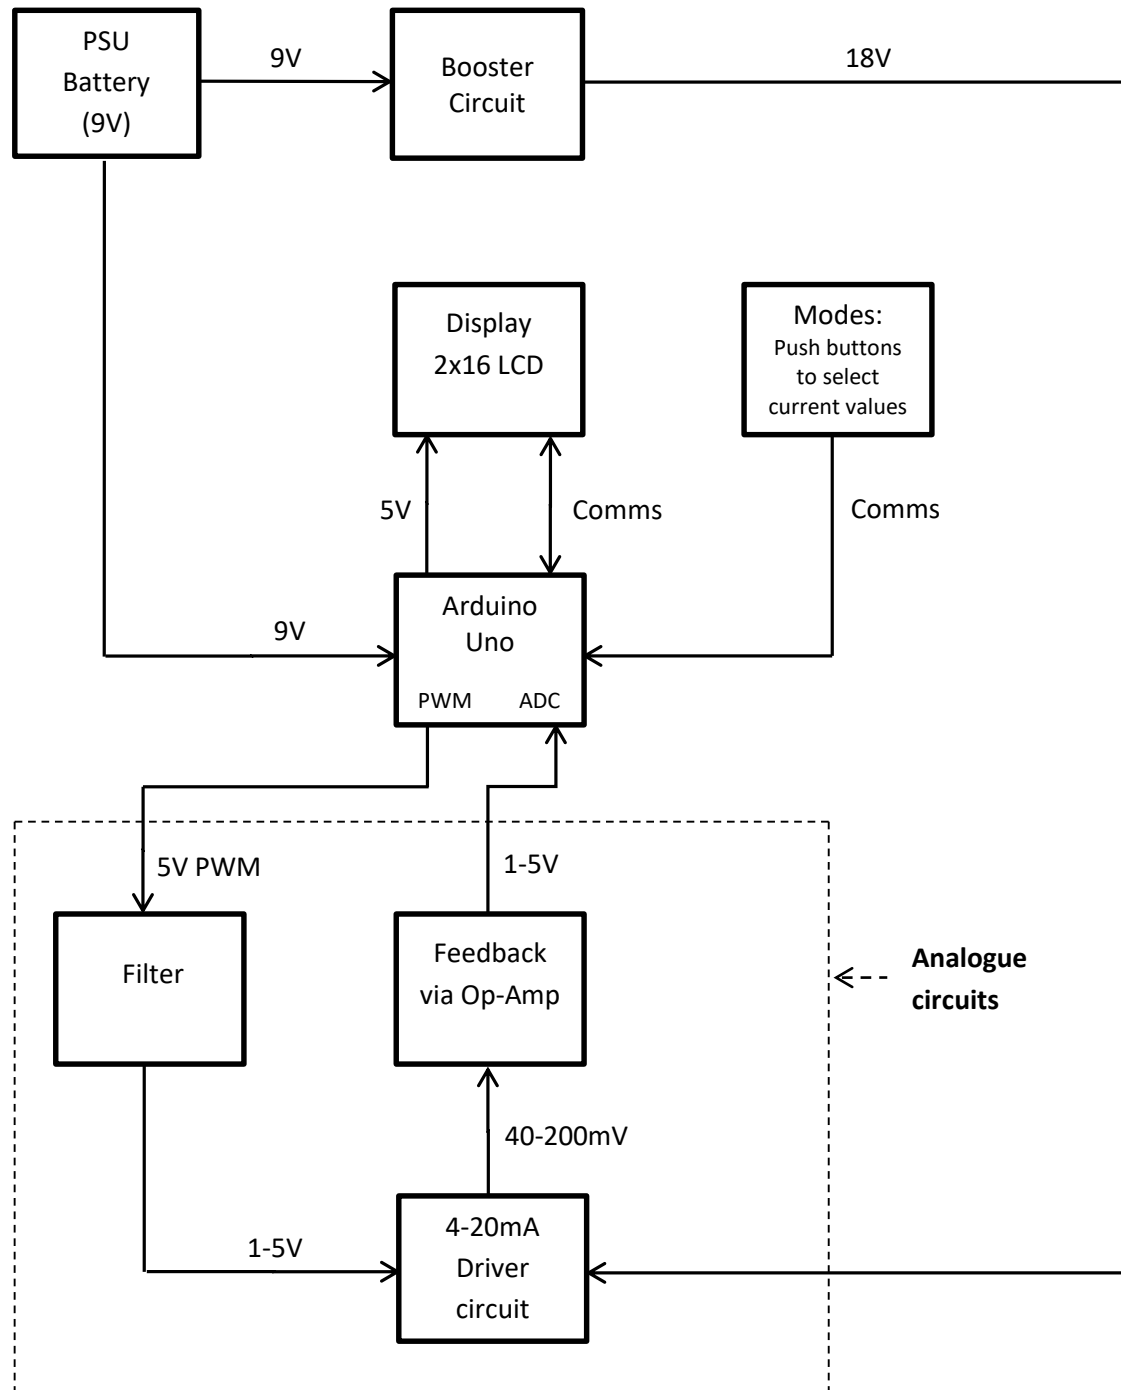 PSU
Battery
(9V)
9V
Booster
Circuit
18V
Display
2x16 LCD
Modes:
Push buttons
to select
current values
5V
Comms
Comms
Arduino
Uno
9V
PWM
ADC
5V PWM
1-5V
Filter
Feedback
via Op-Amp
Analogue
circuits
40-200mV
4-20mA
Driver
circuit
1-5V